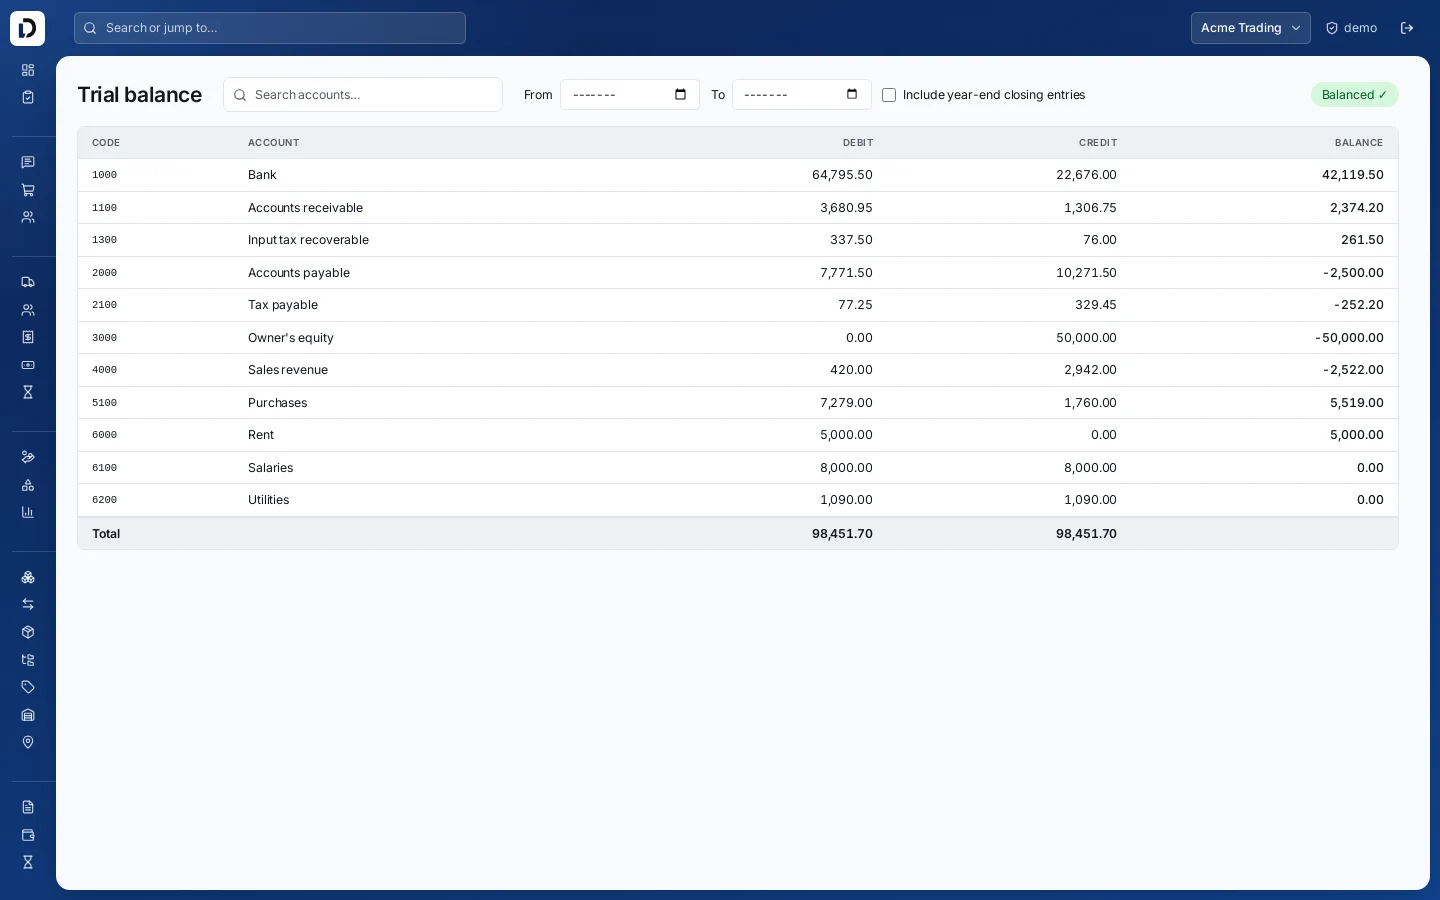 Search or jump to...
Acme Trading
demo
Trial balance
Search accounts...
From -------
To -------
Include year-end closing entries
Balanced ✓
CODE ACCOUNT DEBIT CREDIT BALANCE
1000 Bank 64,795.50 22,676.00 42,119.50
1100 Accounts receivable 3,680.95 1,306.75 2,374.20
1300 Input tax recoverable 337.50 76.00 261.50
2000 Accounts payable 7,771.50 10,271.50 -2,500.00
2100 Tax payable 77.25 329.45 -252.20
3000 Owner's equity 0.00 50,000.00 -50,000.00
4000 Sales revenue 420.00 2,942.00 -2,522.00
5100 Purchases 7,279.00 1,760.00 5,519.00
6000 Rent 5,000.00 0.00 5,000.00
6100 Salaries 8,000.00 8,000.00 0.00
6200 Utilities 1,090.00 1,090.00 0.00
Total 98,451.70 98,451.70